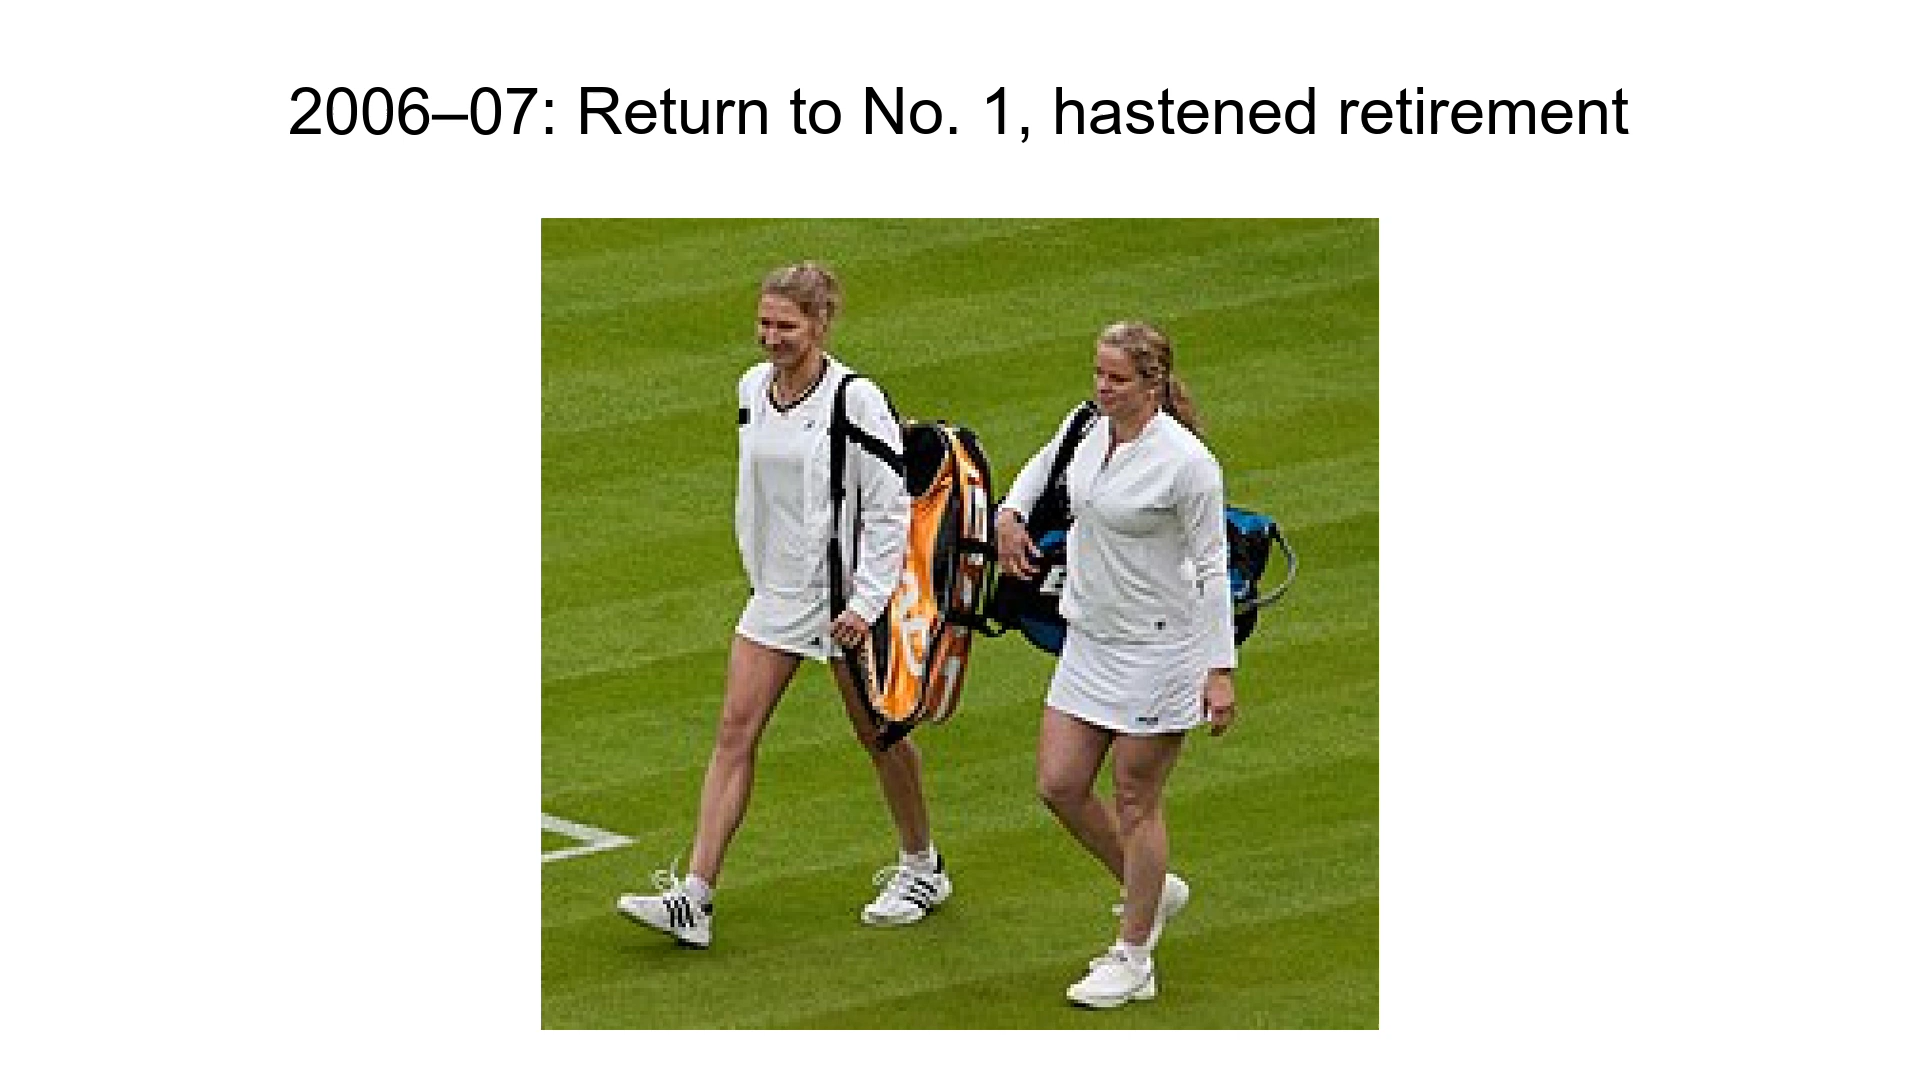 2006–07: Return to No. 1, hastened retirement